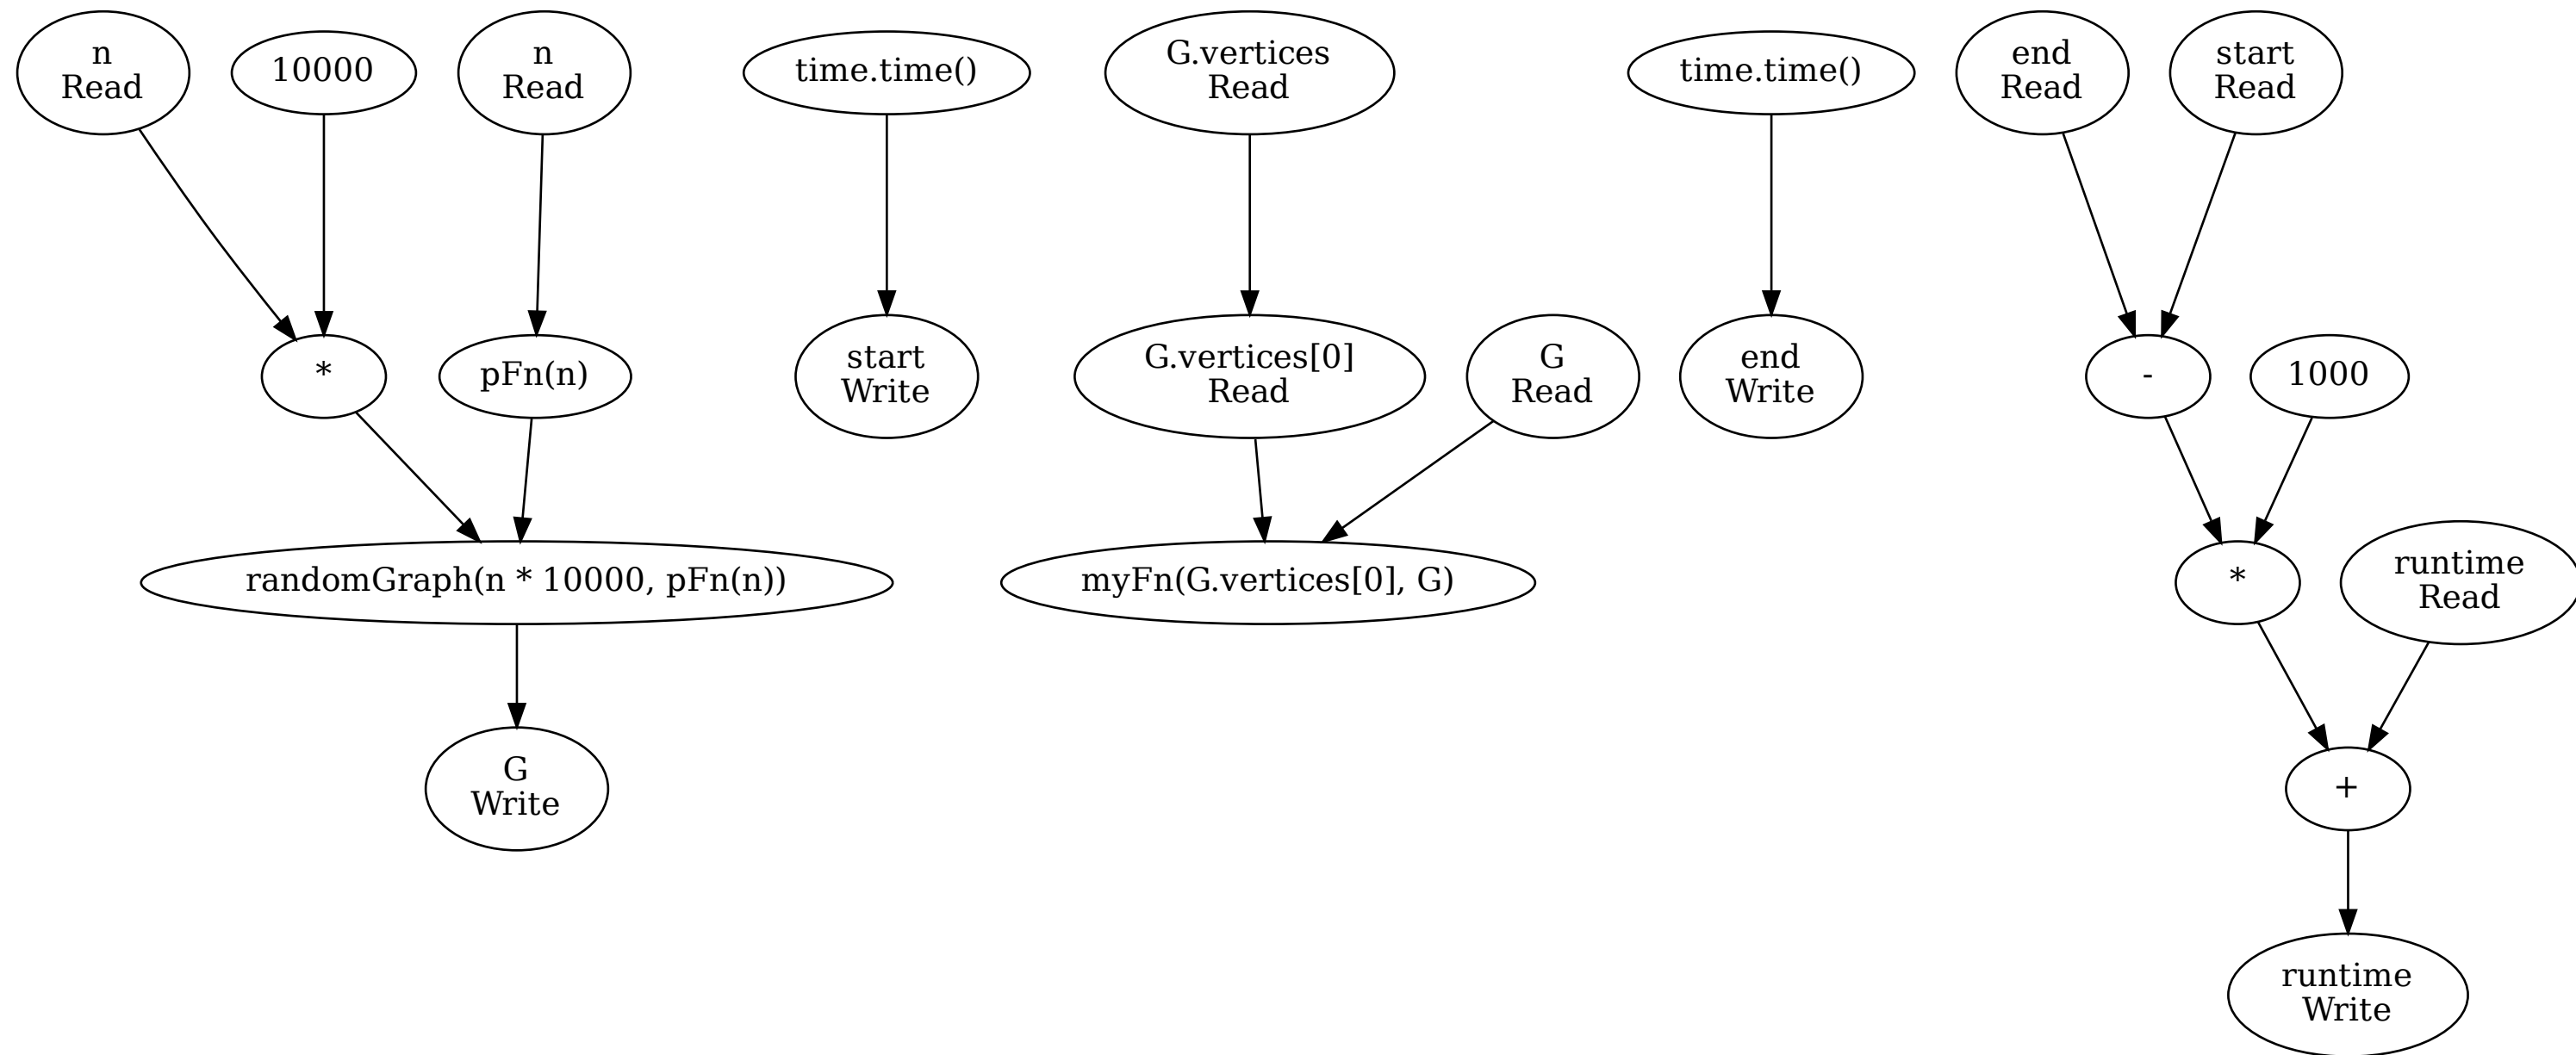 n
Read
10000
n
Read
time.time()
G.vertices
Read
time.time()
end
Read
start
Read
*
pFn(n)
start
Write
G.vertices[0]
Read
G
Read
end
Write
-
1000
randomGraph(n * 10000, pFn(n))
myFn(G.vertices[0], G)
*
runtime
Read
G
Write
+
runtime
Write